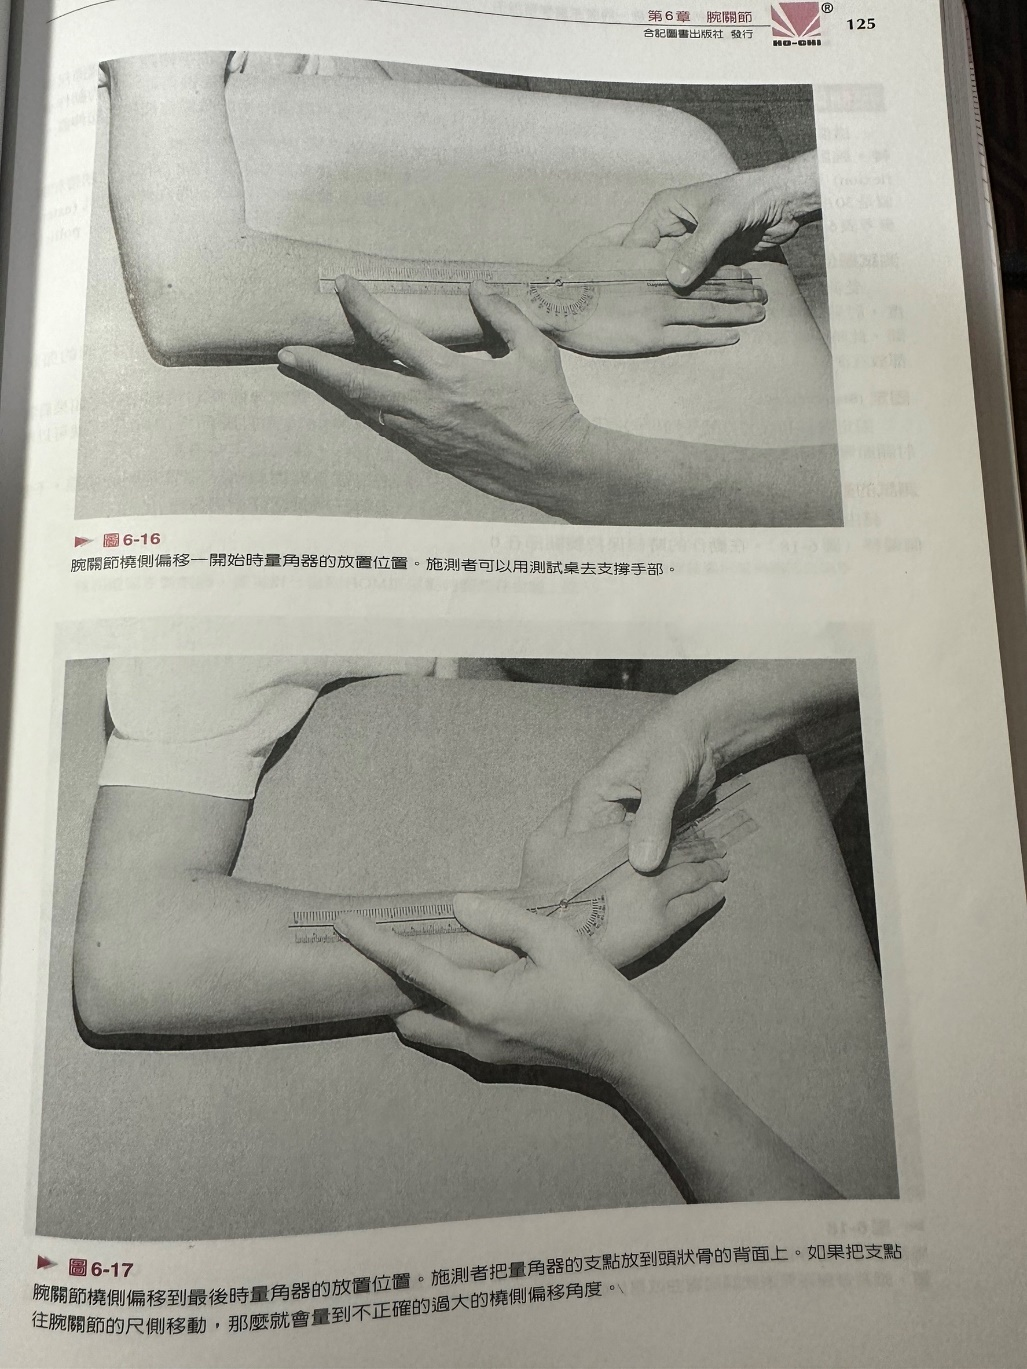 第6章 腕關節
合記圖書出版社 發行
HO-CHI
®
125
圖6-16
腕關節橈側偏移一開始時量角器的放置位置。施測者可以用測試桌去支撐手部。
圖6-17
腕關節橈側偏移到最後時量角器的放置位置。施測者把量角器的支點放到頭狀骨的背面上。如果把支點
往腕關節的尺側移動,那麼就會量到不正確的過大的橈側偏移角度。